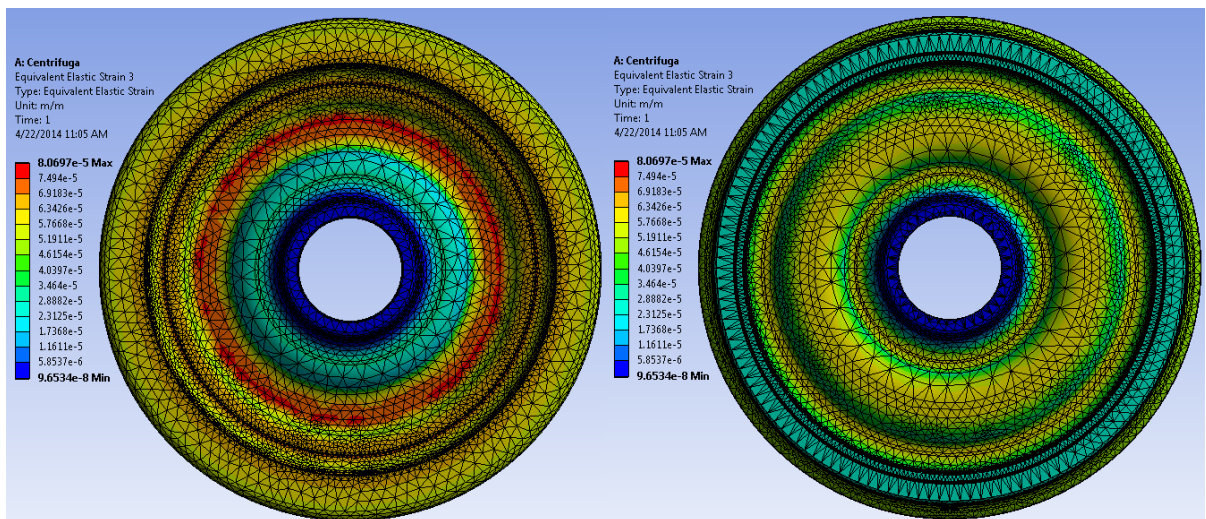 A: Centrifuga
Equivalent Elastic Strain 3
Type: Equivalent Elastic Strain
Unit: m/m
Time: 1
4/22/2014 11:05 AM
8.0697e-5 Max
7.494e-5
6.9183e-5
6.3426e-5
5.7668e-5
5.1911e-5
4.6154e-5
4.0397e-5
3.464e-5
2.8882e-5
2.3125e-5
1.7368e-5
1.1611e-5
5.8537e-6
9.6534e-8 Min
A: Centrifuga
Equivalent Elastic Strain 3
Type: Equivalent Elastic Strain
Unit: m/m
Time: 1
4/22/2014 11:05 AM
8.0697e-5 Max
7.494e-5
6.9183e-5
6.3426e-5
5.7668e-5
5.1911e-5
4.6154e-5
4.0397e-5
3.464e-5
2.8882e-5
2.3125e-5
1.7368e-5
1.1611e-5
5.8537e-6
9.6534e-8 Min